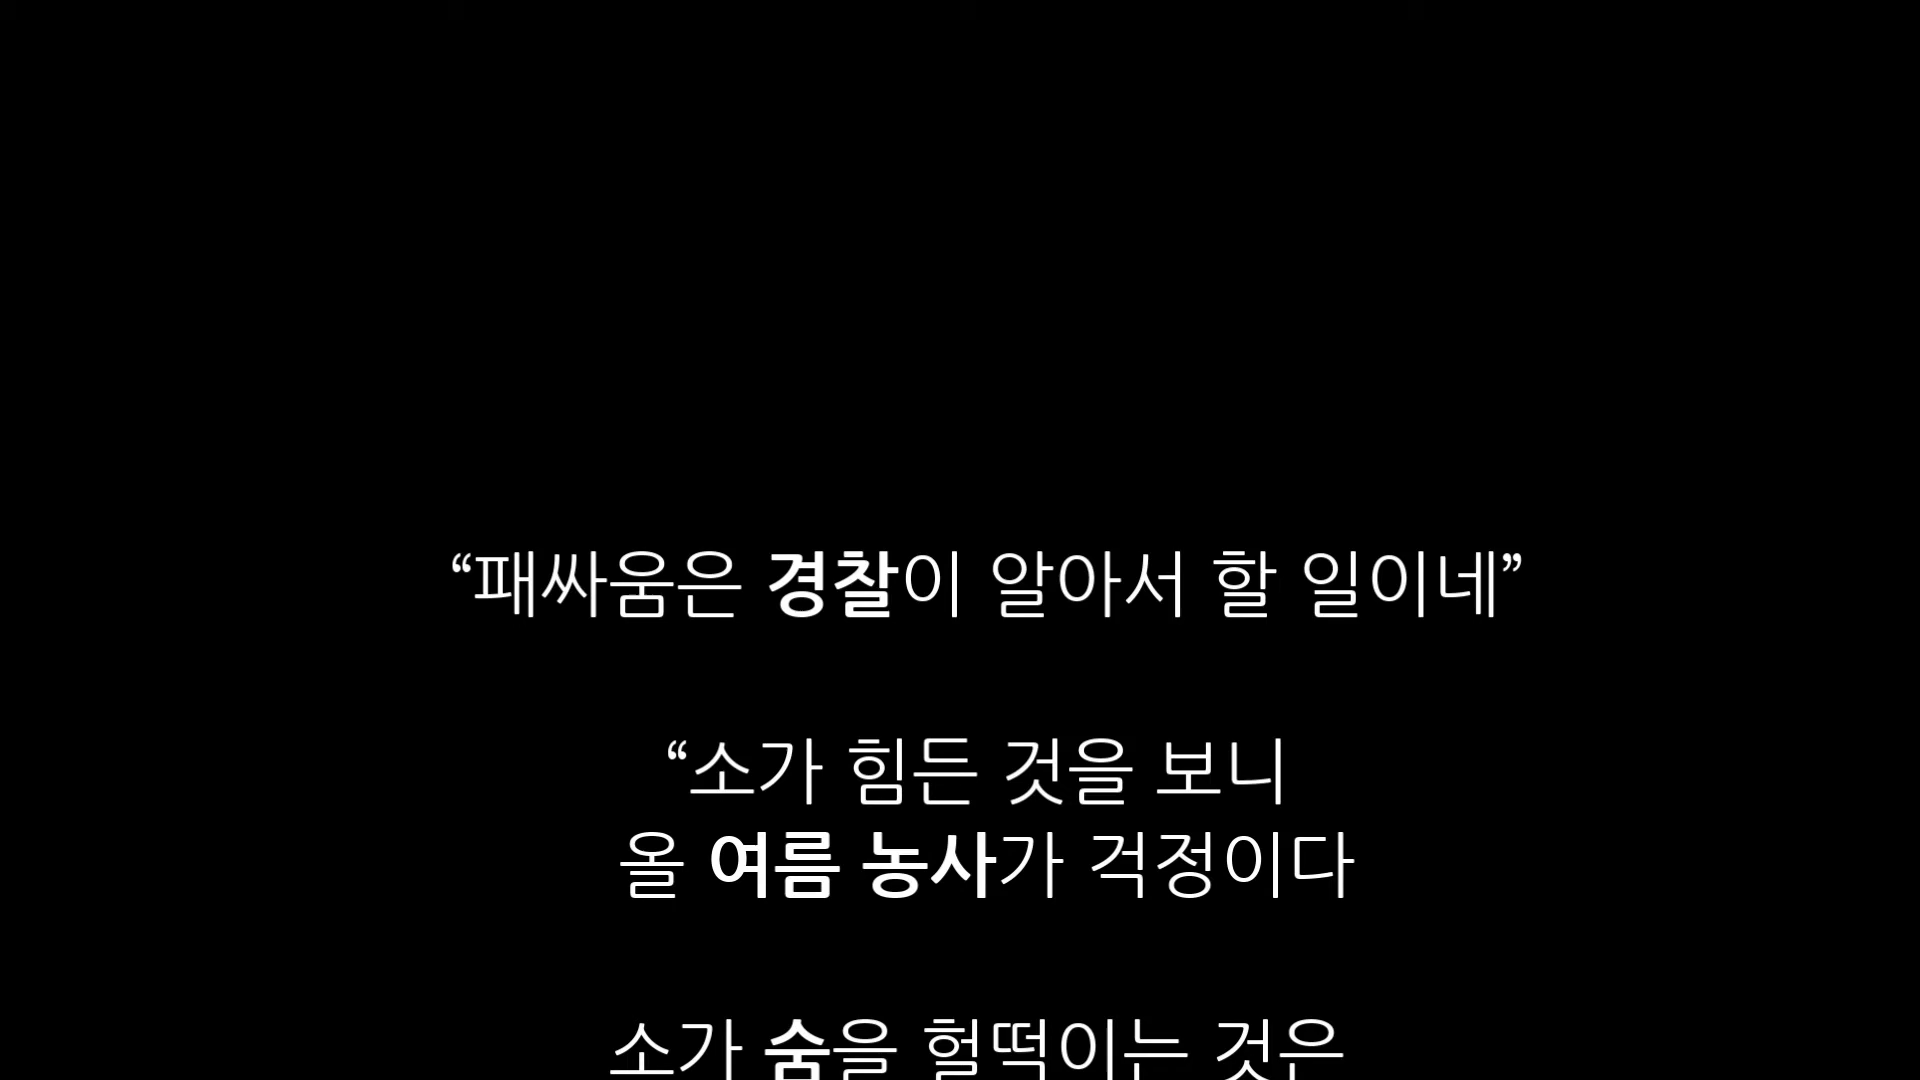 “패싸움은 경찰이 알아서 할 일이네”
“소가 힘든 것을 보니
올 여름 농사가 걱정이다
소가 숨을 헐떡이는 것은